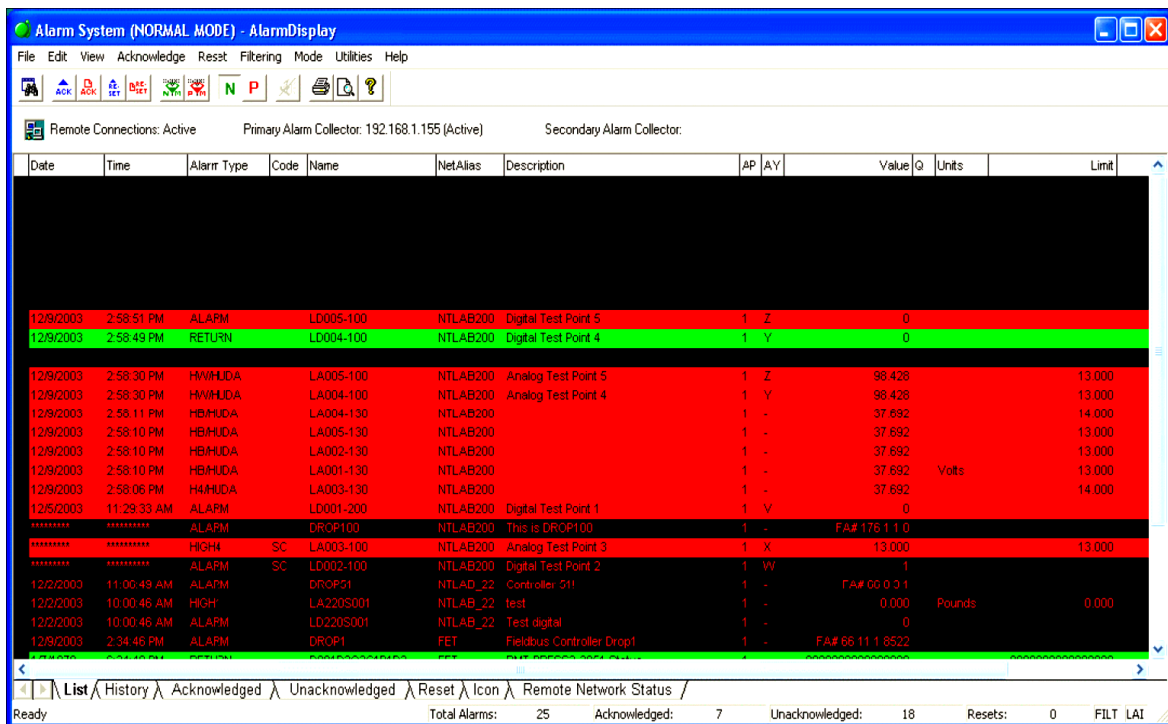 Alarm System (NORMAL MODE) - AlarmDisplay
File Edit View Acknowledge Reset Filtering Mode Utilities Help
ACK ACK RE-SET RE-SET NTM PTM N P
Remote Connections: Active Primary Alarm Collector: 192.168.1.155 (Active) Secondary Alarm Collector:
Date Time Alarm Type Code Name NetAlias Description AP AY Value Q Units Limit
12/9/2003 2:58:51 PM ALARM LD005-100 NTLAB200 Digital Test Point 5 1 Z 0
12/9/2003 2:58:49 PM RETURN LD004-100 NTLAB200 Digital Test Point 4 1 Y 0
12/9/2003 2:58:30 PM HW/HUDA LA005-100 NTLAB200 Analog Test Point 5 1 Z 98.428 13.000
12/9/2003 2:58:30 PM HW/HUDA LA004-100 NTLAB200 Analog Test Point 4 1 Y 98.428 13.000
12/9/2003 2:58:11 PM HB/HUDA LA004-130 NTLAB200 1 - 37.692 14.000
12/9/2003 2:58:10 PM HB/HUDA LA005-130 NTLAB200 1 - 37.692 13.000
12/9/2003 2:58:10 PM HB/HUDA LA002-130 NTLAB200 1 - 37.692 13.000
12/9/2003 2:58:10 PM HB/HUDA LA001-130 NTLAB200 1 - 37.692 Volts 13.000
12/9/2003 2:58:06 PM H4/HUDA LA003-130 NTLAB200 1 - 37.692 14.000
12/5/2003 11:29:33 AM ALARM LD001-200 NTLAB200 Digital Test Point 1 1 V 0
********* ********** ALARM DROP100 NTLAB200 This is DROP100 1 - FA# 176 1 1 0
********* ********** HIGH4 SC LA003-100 NTLAB200 Analog Test Point 3 1 X 13.000 13.000
********* ********** ALARM SC LD002-100 NTLAB200 Digital Test Point 2 1 W 1
12/2/2003 11:06:49 AM ALARM DROP51 NTLAB_22 Controller 51! 1 - FA# 66 0 0 1
12/2/2003 10:00:46 AM HIGH LA220S001 NTLAB_22 test 1 - 0.000 Pounds 0.000
12/2/2003 10:00:46 AM ALARM LD220S001 NTLAB_22 Test digital 1 - 0
12/9/2003 2:34:46 PM ALARM DROP1 FET Fieldbus Controller Drop1 1 - FA# 66 11 1 8522
RETURN FET 1 -
List History Acknowledged Unacknowledged Reset Icon Remote Network Status
Ready Total Alarms: 25 Acknowledged: 7 Unacknowledged: 18 Resets: 0 FILT LAI